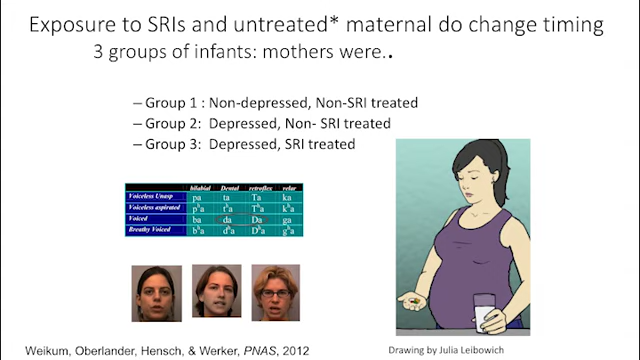 Exposure to SRIs and untreated* maternal do change timing
3 groups of infants: mothers were..
– Group 1 : Non-depressed, Non-SRI treated
– Group 2: Depressed, Non- SRI treated
– Group 3: Depressed, SRI treated
bilabial Dental retroflex velar
Voiceless Unasp pa ta Ta ka
Voiceless aspirated pʰa tʰa Tʰa kʰa
Voiced ba da Da ga
Breathy Voiced bʰa dʰa Dʰa gʰa
Weikum, Oberlander, Hensch, & Werker, PNAS, 2012
Drawing by Julia Leibowich